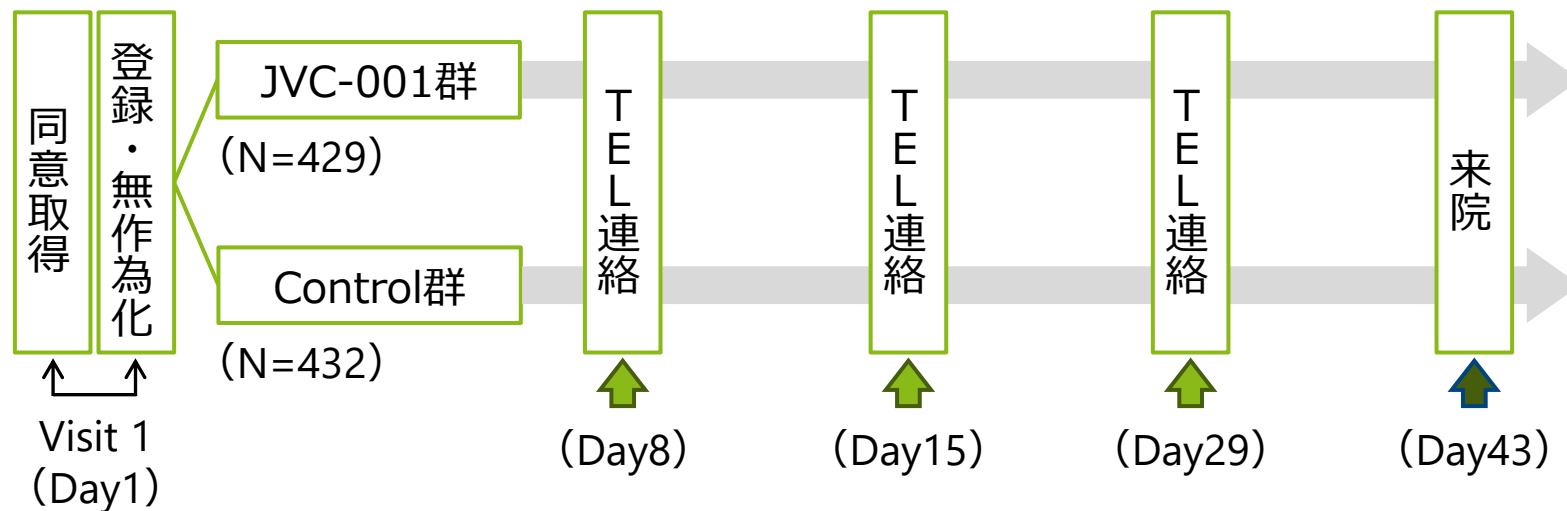 同意取得
登録・無作為化
JVC-001群
（N=429）
Control群
（N=432）
TEL連絡
TEL連絡
TEL連絡
来院
Visit 1
（Day1）
（Day8）
（Day15）
（Day29）
（Day43）